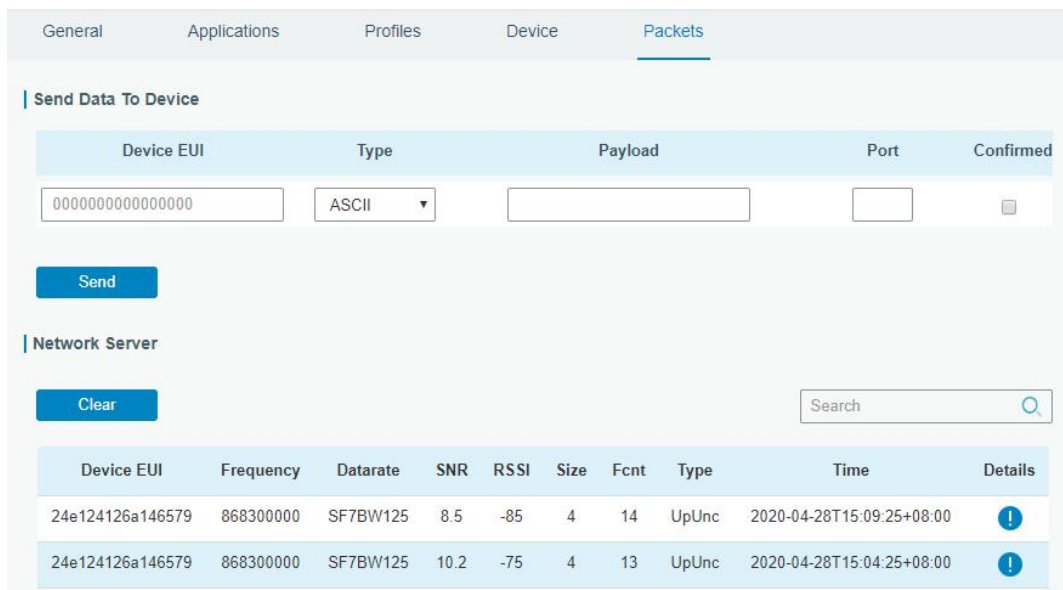 General Applications Profiles Device Packets
Send Data To Device
Device EUI Type Payload Port Confirmed
0000000000000000 ASCII
Send
Network Server
Clear Search
Device EUI Frequency Datarate SNR RSSI Size Fcnt Type Time Details
24e124126a146579 868300000 SF7BW125 8.5 -85 4 14 UpUnc 2020-04-28T15:09:25+08:00
24e124126a146579 868300000 SF7BW125 10.2 -75 4 13 UpUnc 2020-04-28T15:04:25+08:00